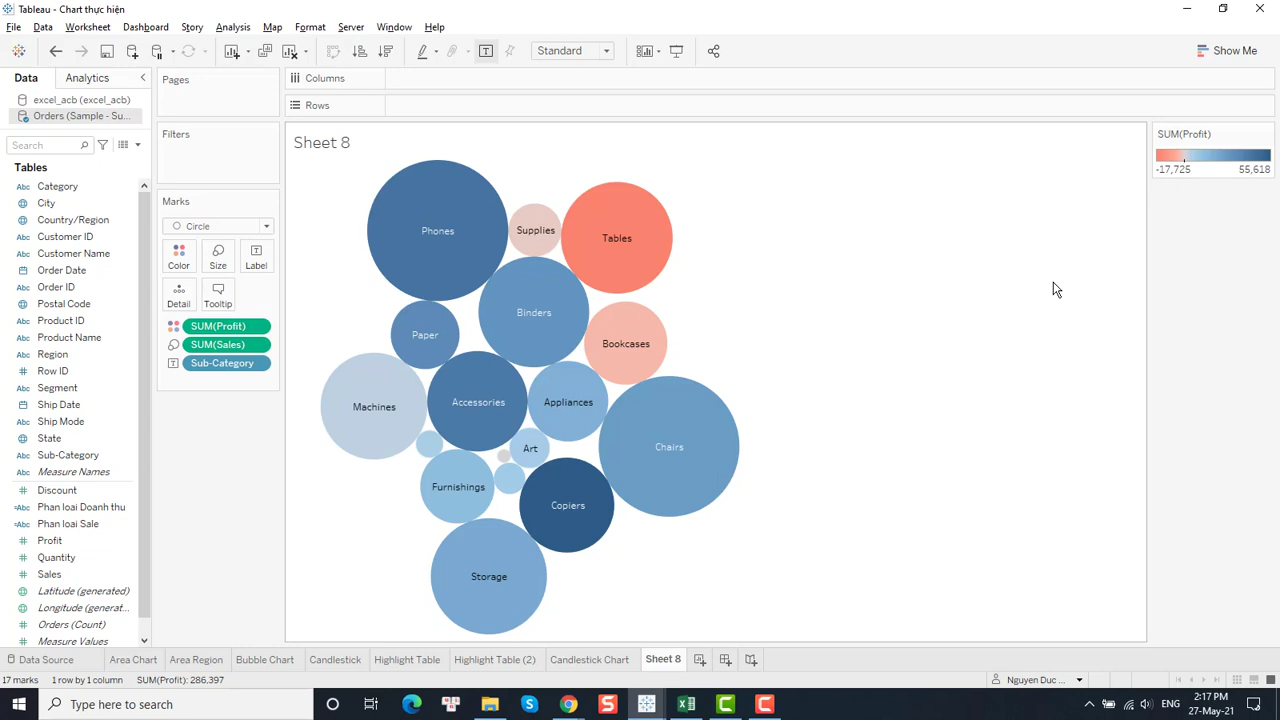 Tableau - Chart thực hiện
File Data Worksheet Dashboard Story Analysis Map Format Server Window Help
Standard
Show Me
Data Analytics
excel_acb (excel_acb)
Orders (Sample - Su...
Search
Tables
Category
City
Country/Region
Customer ID
Customer Name
Order Date
Order ID
Postal Code
Product ID
Product Name
Region
Row ID
Segment
Ship Date
Ship Mode
State
Sub-Category
Measure Names
Discount
Phan loai Doanh thu
Phan loai Sale
Profit
Quantity
Sales
Latitude (generated)
Longitude (generat...
Orders (Count)
Measure Values
Pages
Filters
Marks
Circle
Color Size Label
Detail Tooltip
SUM(Profit)
SUM(Sales)
Sub-Category
Columns
Rows
Sheet 8
Phones
Supplies
Tables
Binders
Paper
Bookcases
Machines
Accessories
Appliances
Chairs
Art
Furnishings
Copiers
Storage
SUM(Profit)
-17,725 55,618
Data Source Area Chart Area Region Bubble Chart Candlestick Highlight Table Highlight Table (2) Candlestick Chart Sheet 8
17 marks 1 row by 1 column SUM(Profit): 286,397
Nguyen Duc ...
Type here to search
ENG
2:17 PM
27-May-21